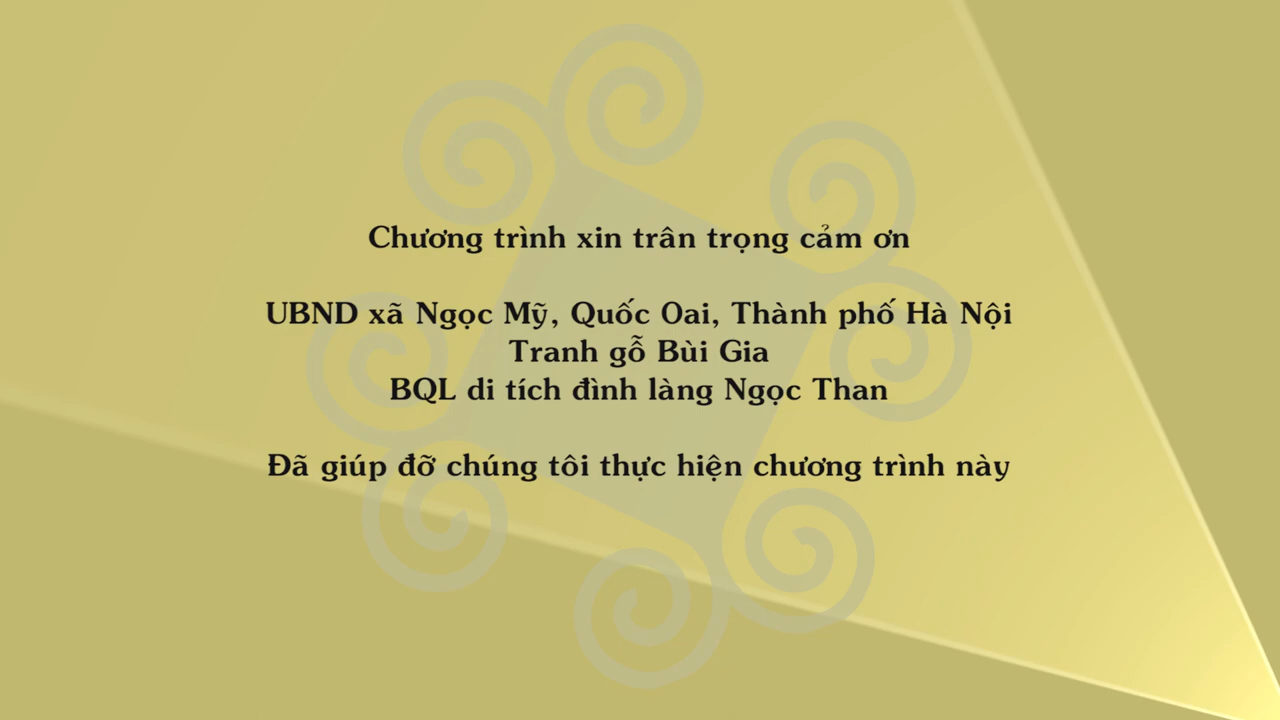 Chương trình xin trân trọng cảm ơn
UBND xã Ngọc Mỹ, Quốc Oai, Thành phố Hà Nội
Tranh gỗ Bùi Gia
BQL di tích đình làng Ngọc Than
Đã giúp đỡ chúng tôi thực hiện chương trình này